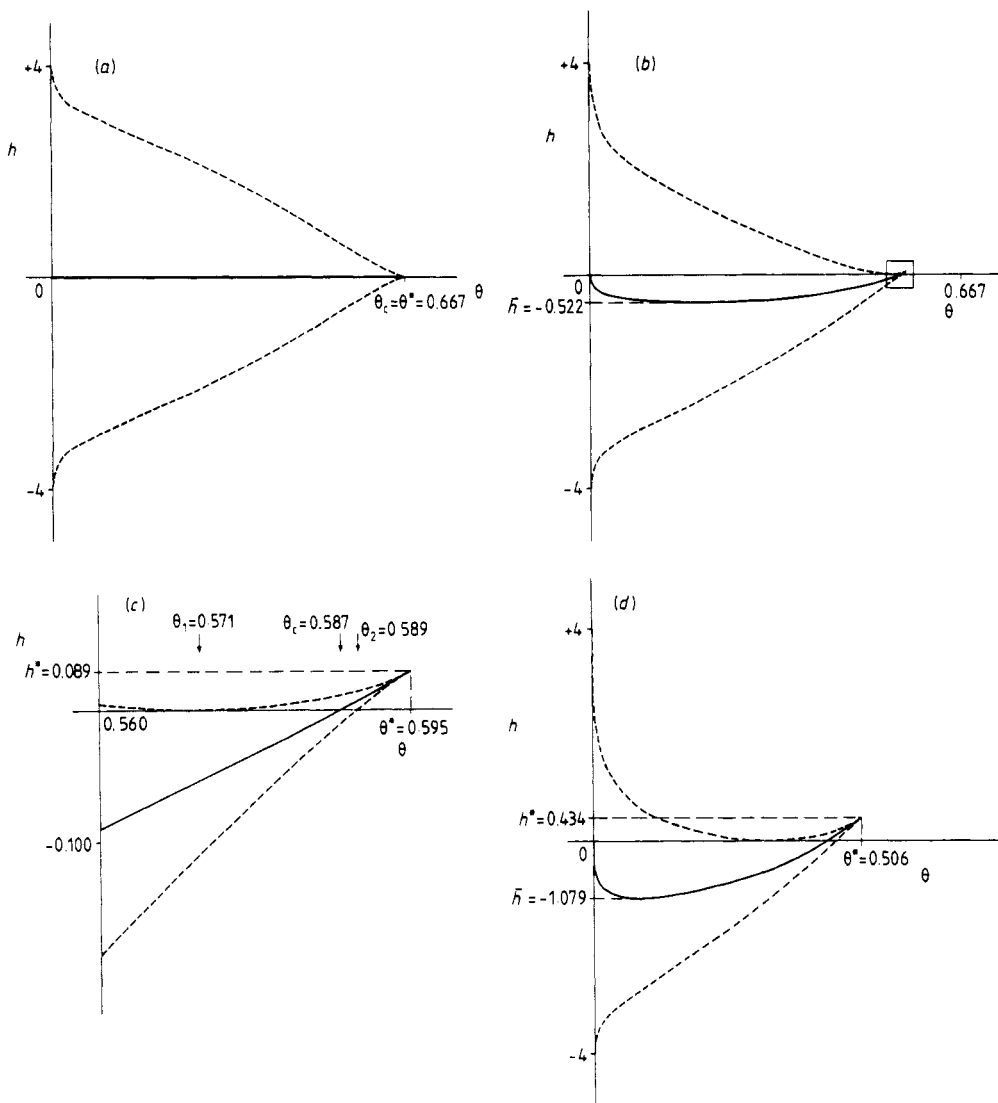 (a)
+4
h
0
θc=θ*=0.667 θ
-4
(b)
+4
h
0
h̄=-0.522
0.667
θ
-4
(c)
θ1=0.571
θc=0.587
θ2=0.589
h
h*=0.089
0.560
θ*=0.595
θ
-0.100
(d)
+4
h
h*=0.434
0
θ*=0.506
θ
h̄=-1.079
-4